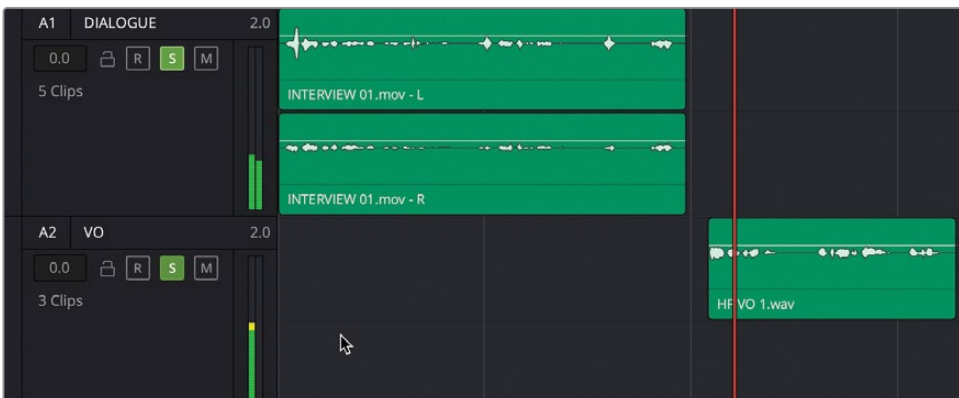 A1 DIALOGUE 2.0
0.0 R S M
5 Clips
INTERVIEW 01.mov - L
INTERVIEW 01.mov - R
A2 VO 2.0
0.0 R S M
3 Clips
HF VO 1.wav